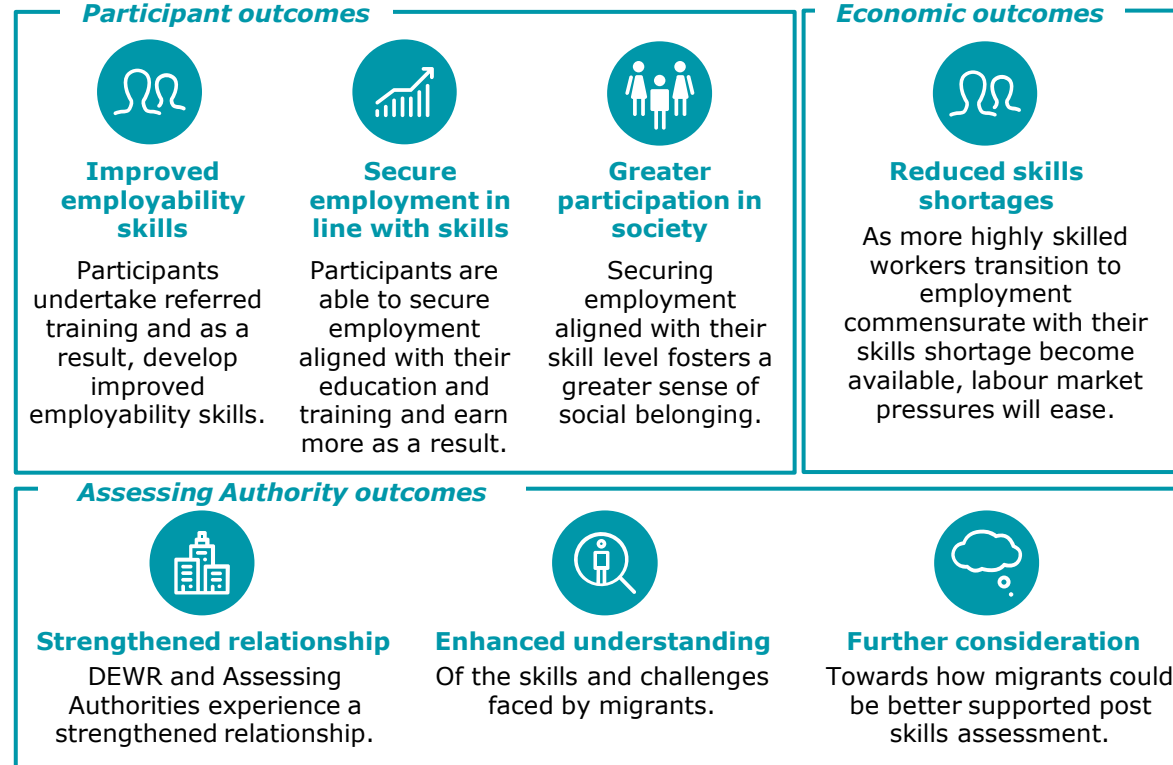 Participant outcomes
Improved
employability
skills
Participants
undertake referred
training and as a
result, develop
improved
employability skills.
Secure
employment in
line with skills
Participants are
able to secure
employment
aligned with their
education and
training and earn
more as a result.
Greater
participation in
society
Securing
employment
aligned with their
skill level fosters a
greater sense of
social belonging.
Economic outcomes
Reduced skills
shortages
As more highly skilled
workers transition to
employment
commensurate with their
skills shortage become
available, labour market
pressures will ease.
Assessing Authority outcomes
Strengthened relationship
DEWR and Assessing
Authorities experience a
strengthened relationship.
Enhanced understanding
Of the skills and challenges
faced by migrants.
Further consideration
Towards how migrants could
be better supported post
skills assessment.